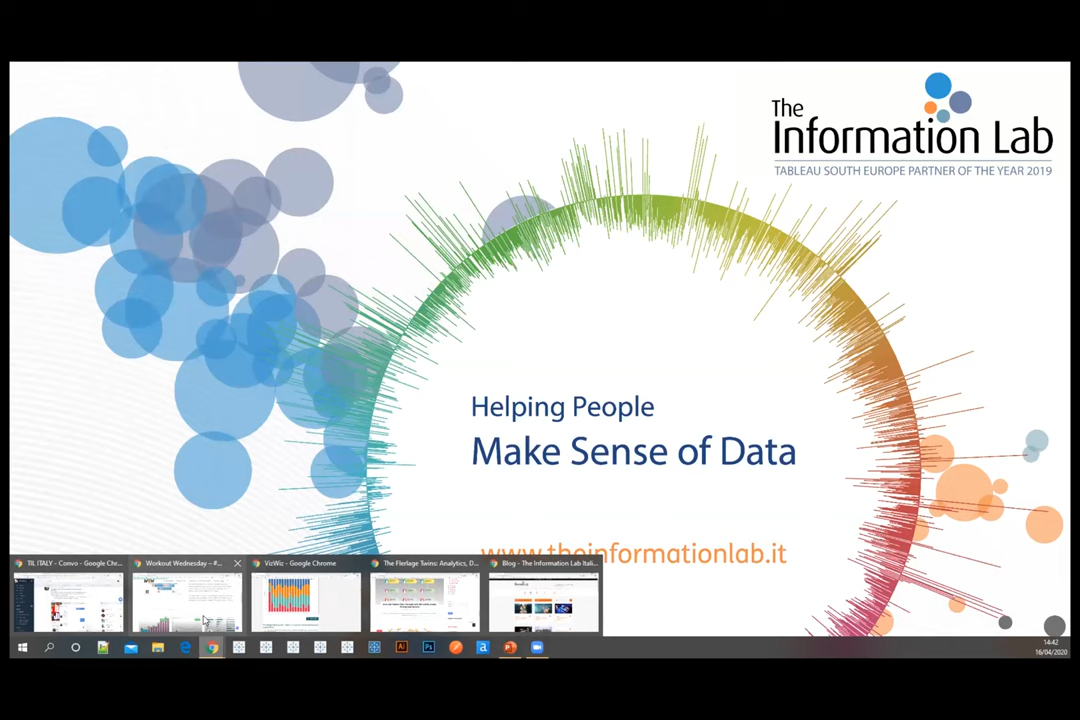 The
Information Lab
TABLEAU SOUTH EUROPE PARTNER OF THE YEAR 2019
Helping People
Make Sense of Data
www.theinformationlab.it
TIL ITALY - Convo - Google Chr...
Workout Wednesday – #...
VizWiz - Google Chrome
The Flerlage Twins: Analytics, D...
Blog - The Information Lab Itali...
Ai
Ps
a
14:42
16/04/2020